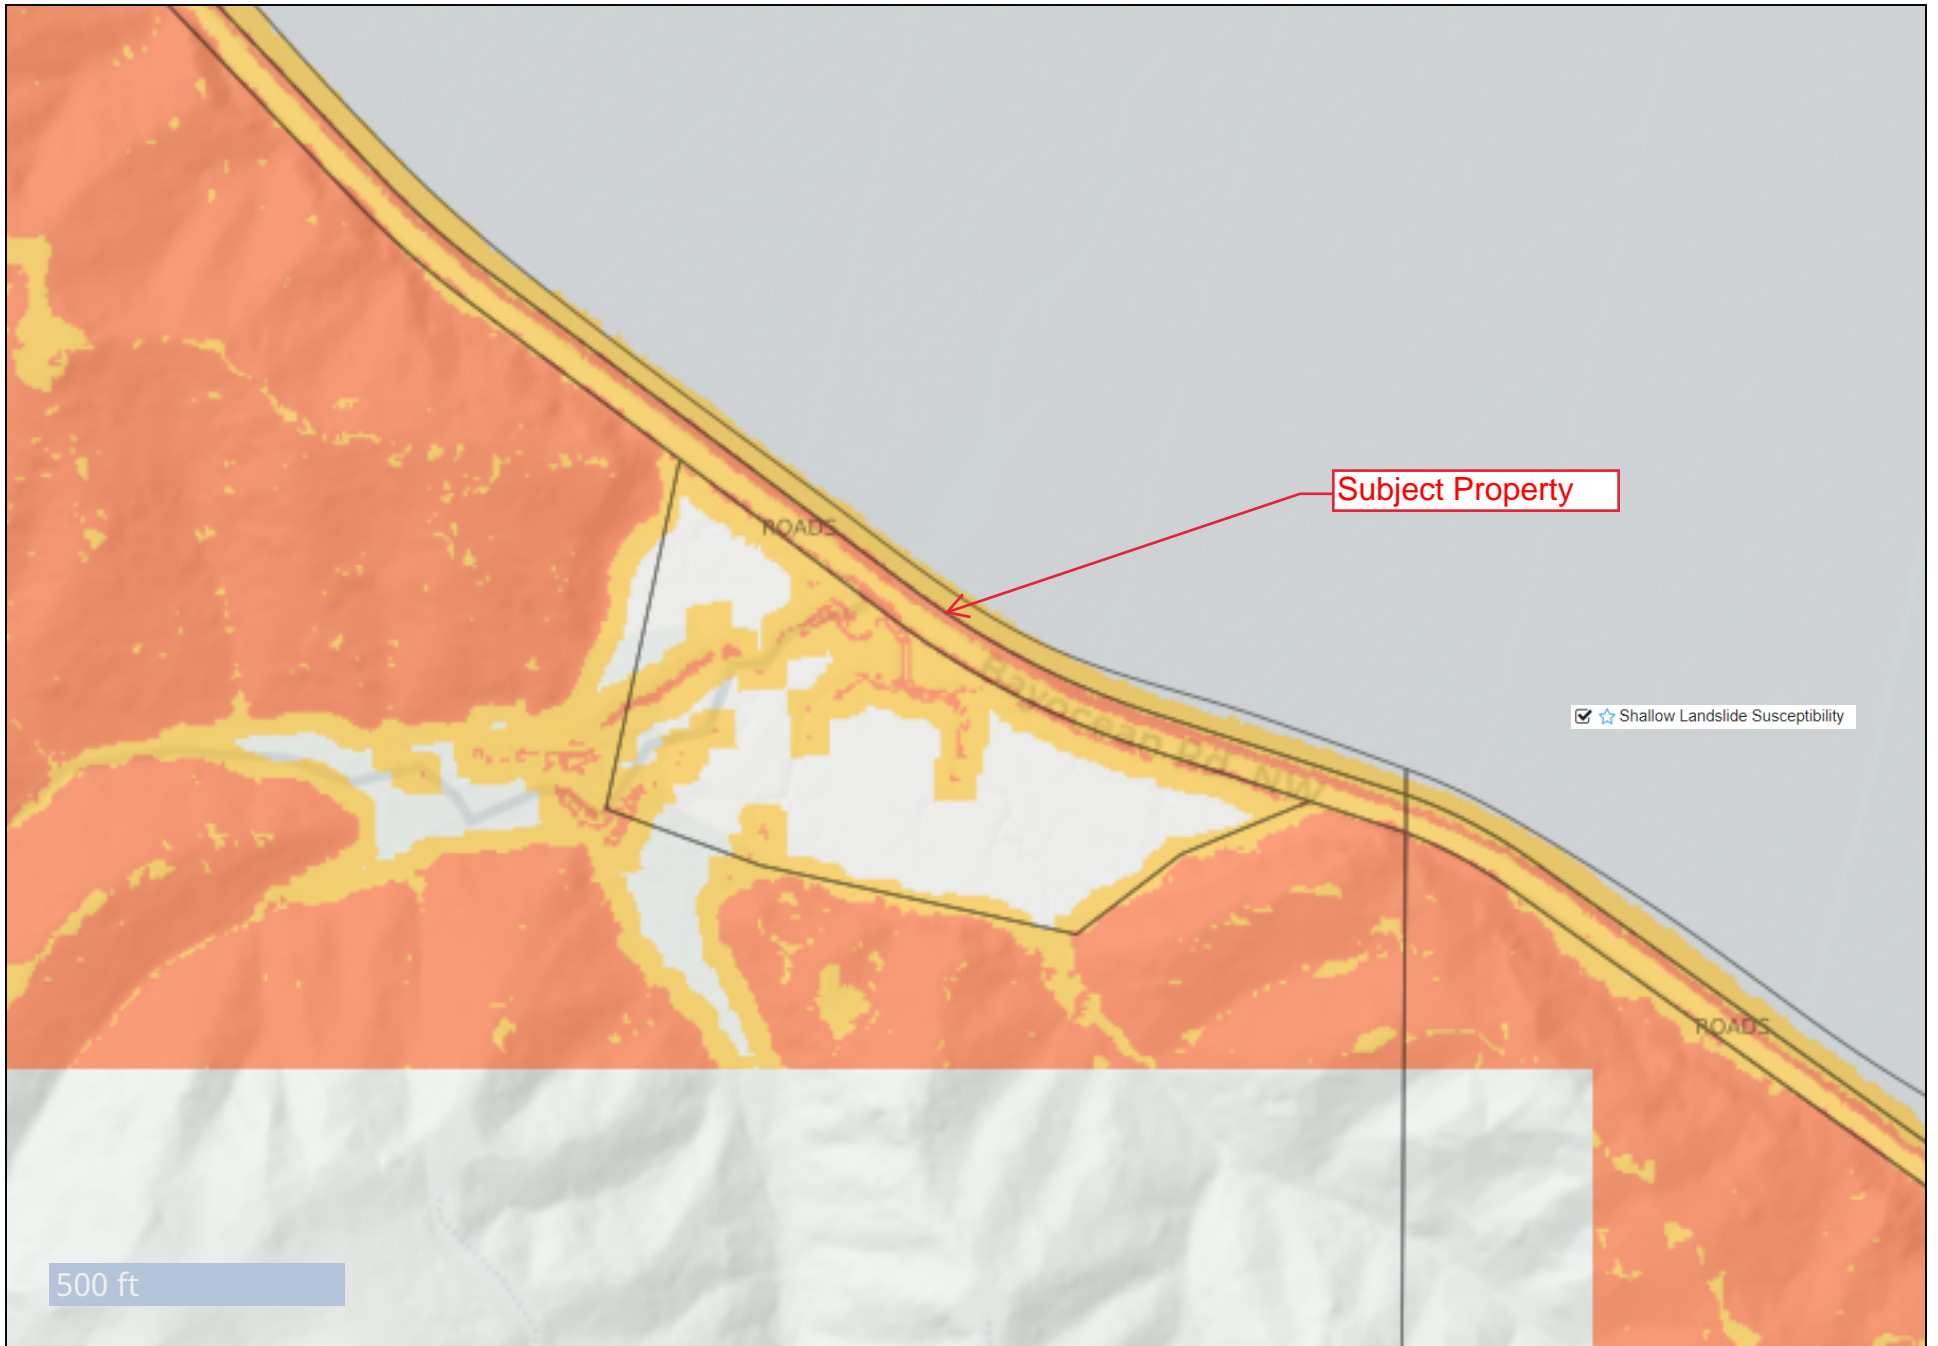 Subject Property
ROADS
Bayocean Rd. NW
Shallow Landslide Susceptibility
ROADS
500 ft